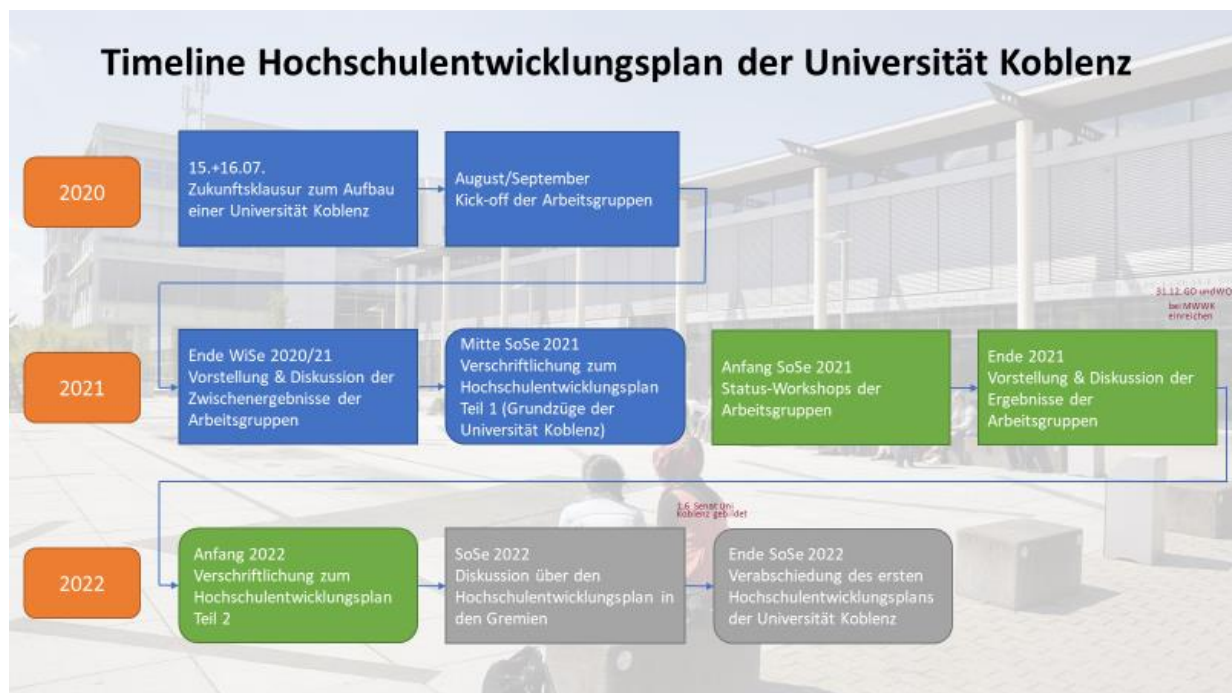 Timeline Hochschulentwicklungsplan der Universität Koblenz
2020
15.+16.07.
Zukunftsklausur zum Aufbau
einer Universität Koblenz
August/September
Kick-off der Arbeitsgruppen
31.12. GO und WO
bei MWWK
einreichen
2021
Ende WiSe 2020/21
Vorstellung & Diskussion der
Zwischenergebnisse der
Arbeitsgruppen
Mitte SoSe 2021
Verschriftlichung zum
Hochschulentwicklungsplan
Teil 1 (Grundzüge der
Universität Koblenz)
Anfang SoSe 2021
Status-Workshops der
Arbeitsgruppen
Ende 2021
Vorstellung & Diskussion der
Ergebnisse der
Arbeitsgruppen
1.6. Senat Uni
Koblenz gebildet
2022
Anfang 2022
Verschriftlichung zum
Hochschulentwicklungsplan
Teil 2
SoSe 2022
Diskussion über den
Hochschulentwicklungsplan in
den Gremien
Ende SoSe 2022
Verabschiedung des ersten
Hochschulentwicklungsplans
der Universität Koblenz